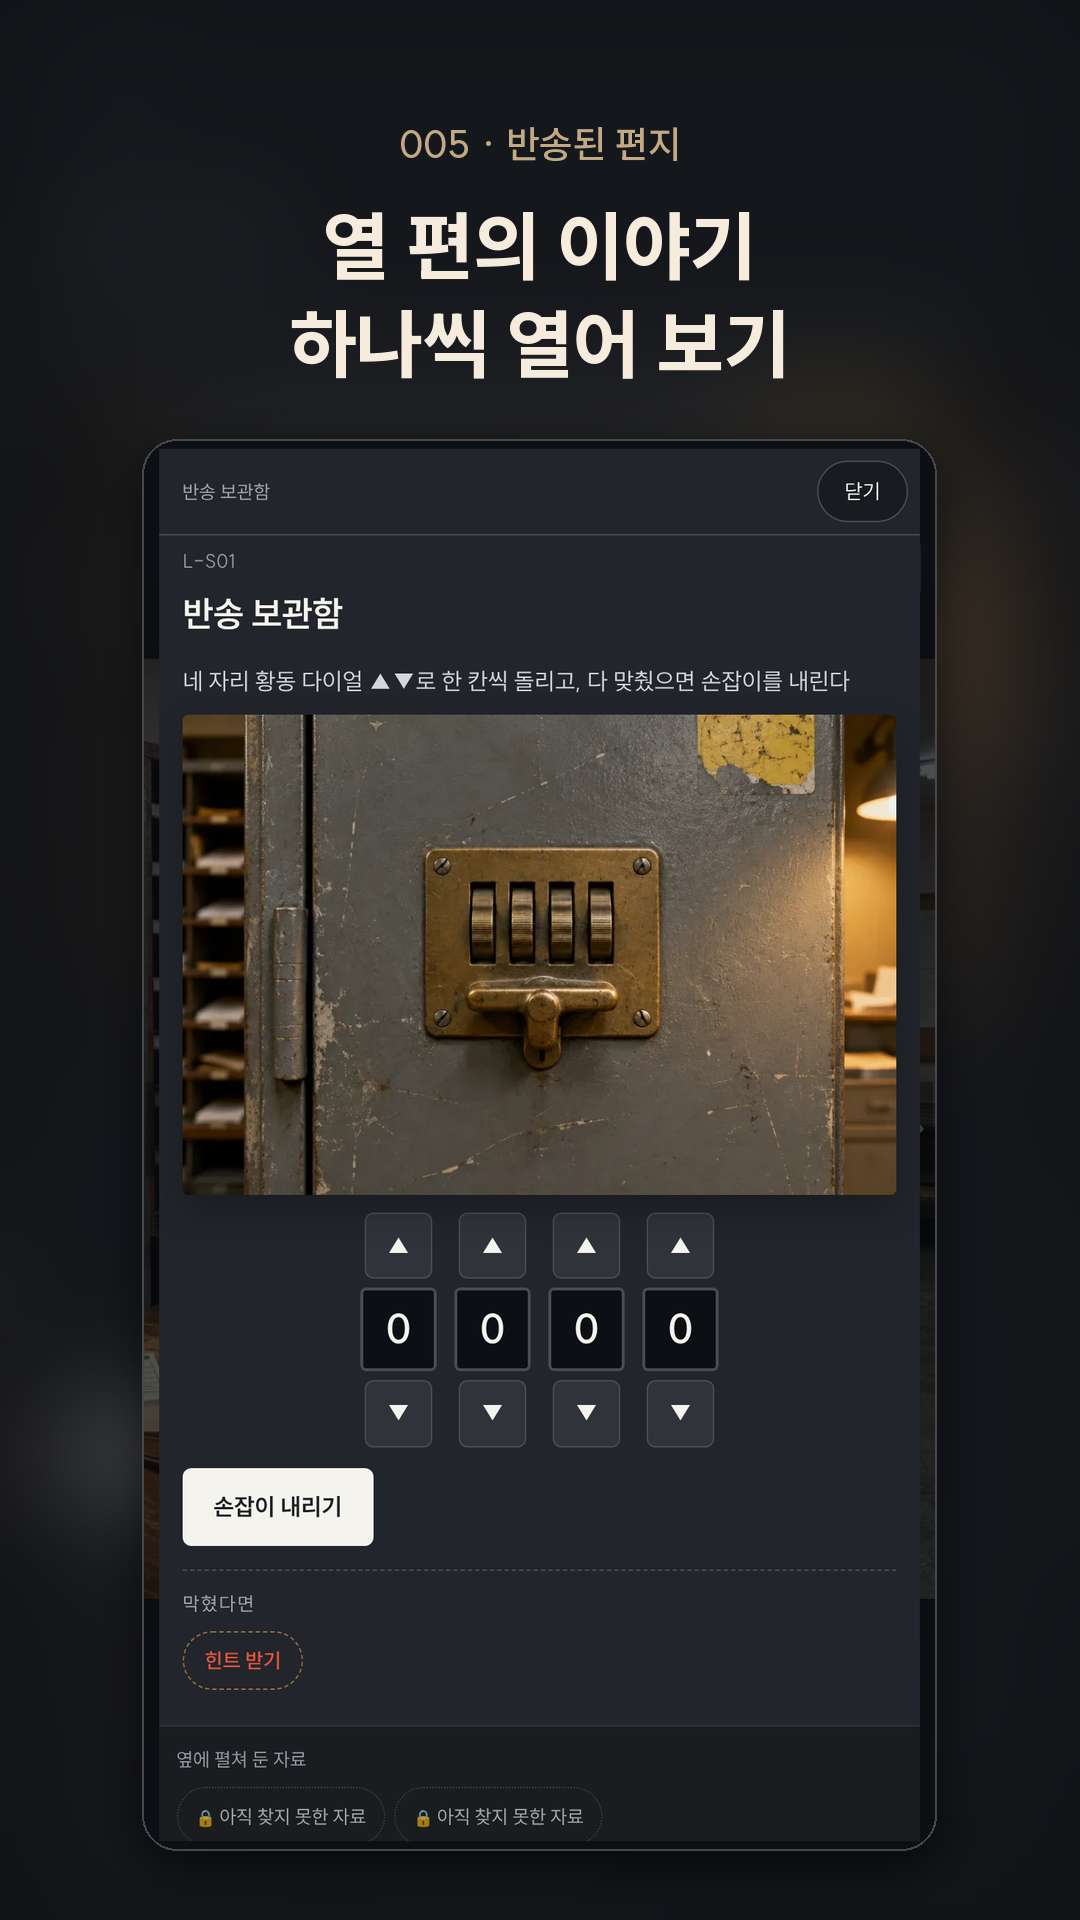 005 · 반송된 편지
열 편의 이야기
하나씩 열어 보기
반송 보관함
닫기
L-S01
반송 보관함
네 자리 황동 다이얼 ▲▼로 한 칸씩 돌리고, 다 맞췄으면 손잡이를 내린다
▲ ▲ ▲ ▲
0 0 0 0
▼ ▼ ▼ ▼
손잡이 내리기
막혔다면
힌트 받기
옆에 펼쳐 둔 자료
🔒 아직 찾지 못한 자료
🔒 아직 찾지 못한 자료